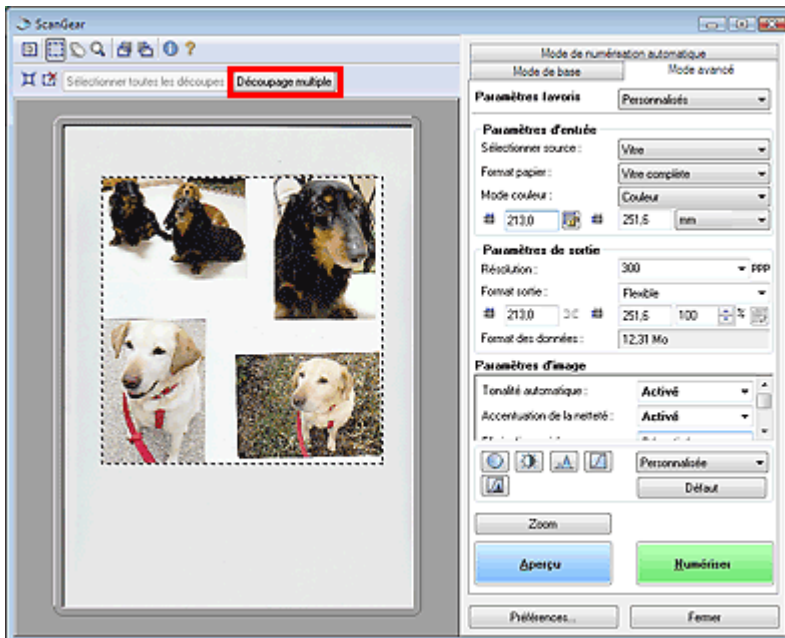 ScanGear
Sélectionner toutes les découpes
Découpage multiple
Mode de numérisation automatique
Mode de base
Mode avancé
Paramètres favoris
Personnalisés
Paramètres d'entrée
Sélectionner source :
Vitre
Format papier :
Vitre complète
Mode couleur :
Couleur
213,0
251,6
mm
Paramètres de sortie
Résolution :
300
PPP
Format sortie :
Flexible
213,0
251,6
100
%
Format des données :
12,31 Mo
Paramètres d'image
Tonalité automatique :
Activé
Accentuation de la netteté :
Activé
Personnalisée
Défaut
Zoom
Aperçu
Numériser
Préférences...
Fermer